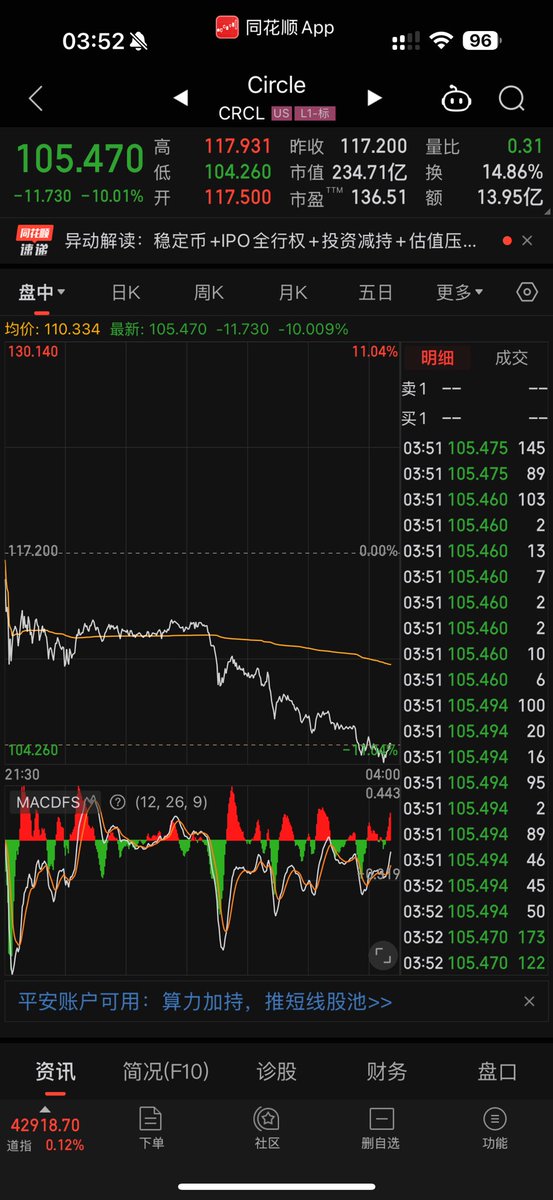 03:52 同花顺App 96
Circle
CRCL US L1-标
105.470 高 117.931 昨收 117.200 量比 0.31
低 104.260 市值 234.71亿 换 14.86%
-11.730 -10.01% 开 117.500 市盈™ 136.51 额 13.95亿
同花顺
速递 异动解读：稳定币+IPO全行权+投资减持+估值压...
盘中 日K 周K 月K 五日 更多
均价: 110.334 最新: 105.470 -11.730 -10.009%
130.140 11.04%
117.200 0.00%
104.260
21:30 04:00
MACDFS (12, 26, 9) 0.443
明细 成交
卖1 -- --
买1 -- --
03:51 105.475 145
03:51 105.475 89
03:51 105.460 103
03:51 105.460 2
03:51 105.460 13
03:51 105.460 7
03:51 105.460 2
03:51 105.460 2
03:51 105.460 10
03:51 105.460 6
03:51 105.494 100
03:51 105.494 20
03:51 105.494 16
03:51 105.494 95
03:51 105.494 2
03:51 105.494 89
03:51 105.494 46
03:52 105.494 45
03:52 105.494 50
03:52 105.470 173
03:52 105.470 122
平安账户可用：算力加持，推短线股池>>
资讯 简况(F10) 诊股 财务 盘口
42918.70
道指 0.12%
下单 社区 删自选 功能